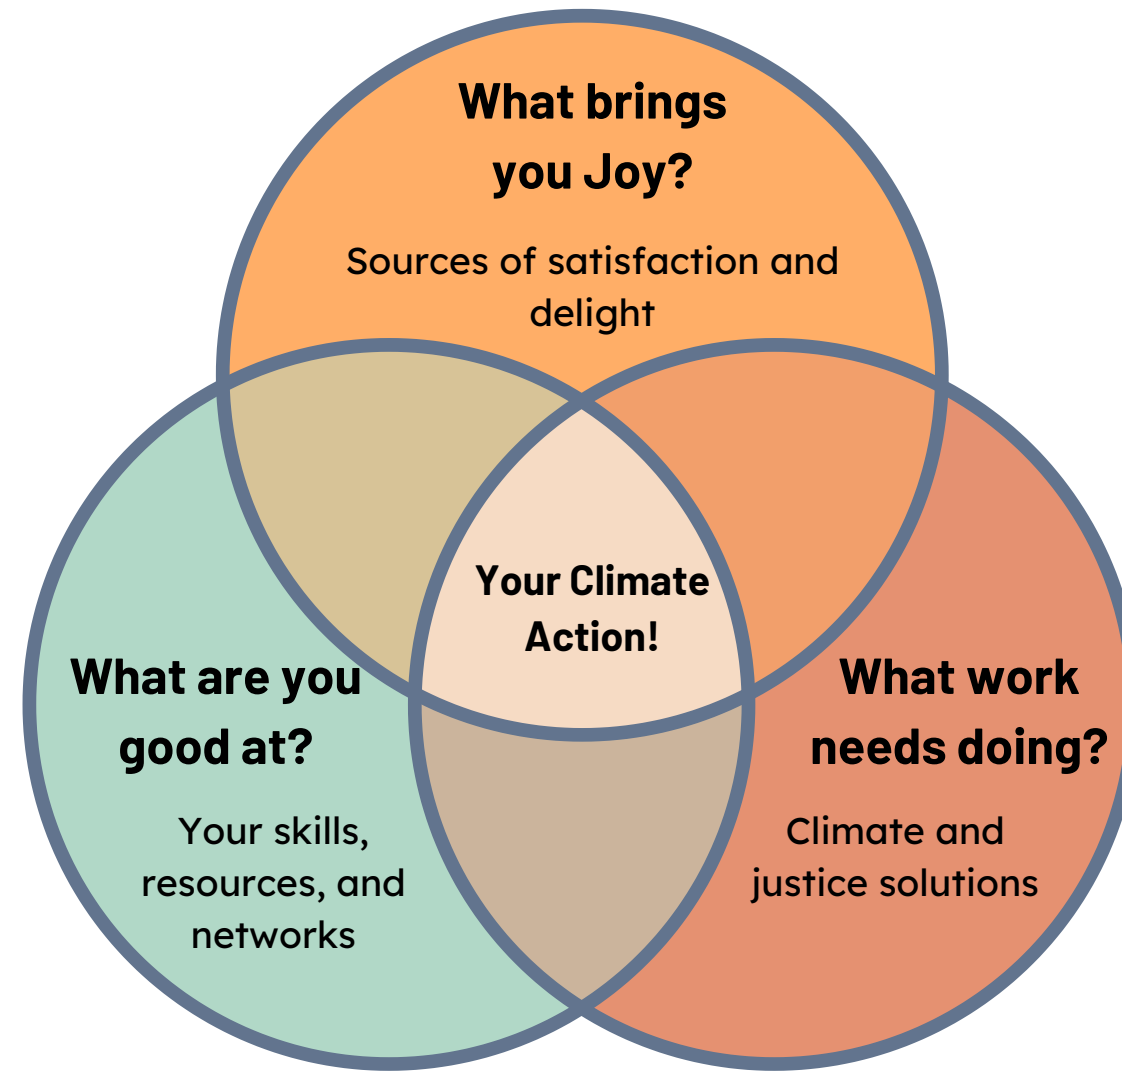 What brings
you Joy?
Sources of satisfaction and
delight
Your Climate
Action!
What are you
good at?
Your skills,
resources, and
networks
What work
needs doing?
Climate and
justice solutions